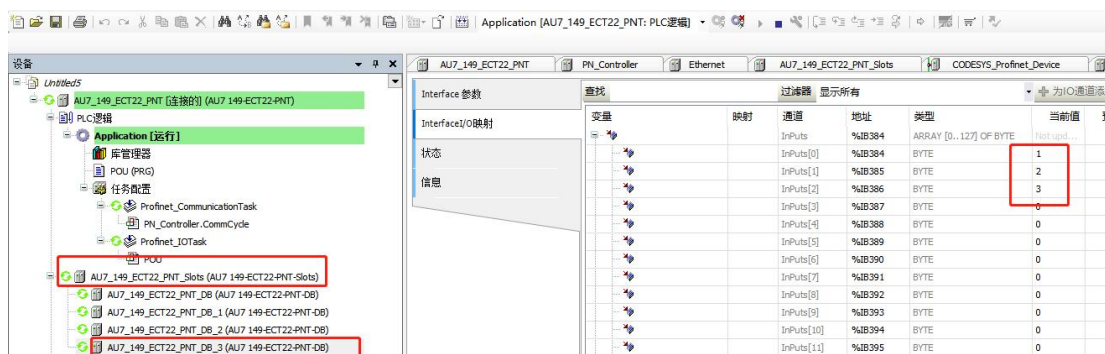 Application [AU7_149_ECT22_PNT: PLC逻辑]
设备
AU7_149_ECT22_PNT
PN_Controller
Ethernet
AU7_149_ECT22_PNT_Slots
CODESYS_Profinet_Device
Untitled5
AU7_149_ECT22_PNT [连接的] (AU7 149-ECT22-PNT)
PLC逻辑
Application [运行]
库管理器
POU (PRG)
任务配置
Profinet_CommunicationTask
PN_Controller.CommCycle
Profinet_IOTask
POU
AU7_149_ECT22_PNT_Slots (AU7 149-ECT22-PNT-Slots)
AU7_149_ECT22_PNT_DB (AU7 149-ECT22-PNT-DB)
AU7_149_ECT22_PNT_DB_1 (AU7 149-ECT22-PNT-DB)
AU7_149_ECT22_PNT_DB_2 (AU7 149-ECT22-PNT-DB)
AU7_149_ECT22_PNT_DB_3 (AU7 149-ECT22-PNT-DB)
Interface 参数
InterfaceI/O映射
状态
信息
查找 过滤器 显示所有 为IO通道添
变量 映射 通道 地址 类型 当前值
InPuts %IB384 ARRAY [0..127] OF BYTE Not upd...
InPuts[0] %IB384 BYTE 1
InPuts[1] %IB385 BYTE 2
InPuts[2] %IB386 BYTE 3
InPuts[3] %IB387 BYTE 0
InPuts[4] %IB388 BYTE 0
InPuts[5] %IB389 BYTE 0
InPuts[6] %IB390 BYTE 0
InPuts[7] %IB391 BYTE 0
InPuts[8] %IB392 BYTE 0
InPuts[9] %IB393 BYTE 0
InPuts[10] %IB394 BYTE 0
InPuts[11] %IB395 BYTE 0